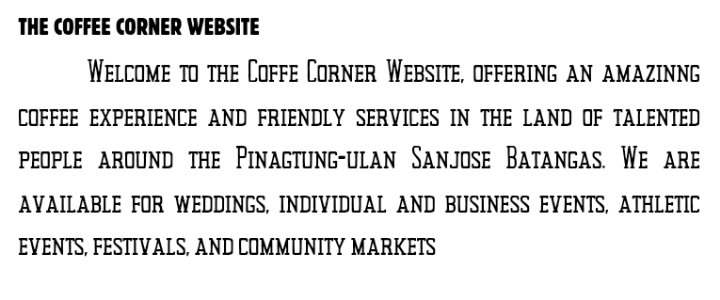 THE COFFEE CORNER WEBSITE
Welcome to the Coffe Corner Website, offering an amazinng
coffee experience and friendly services in the land of talented
people around the Pinagtung-ulan Sanjose Batangas. We are
available for weddings, individual and business events, athletic
events, festivals, and community markets